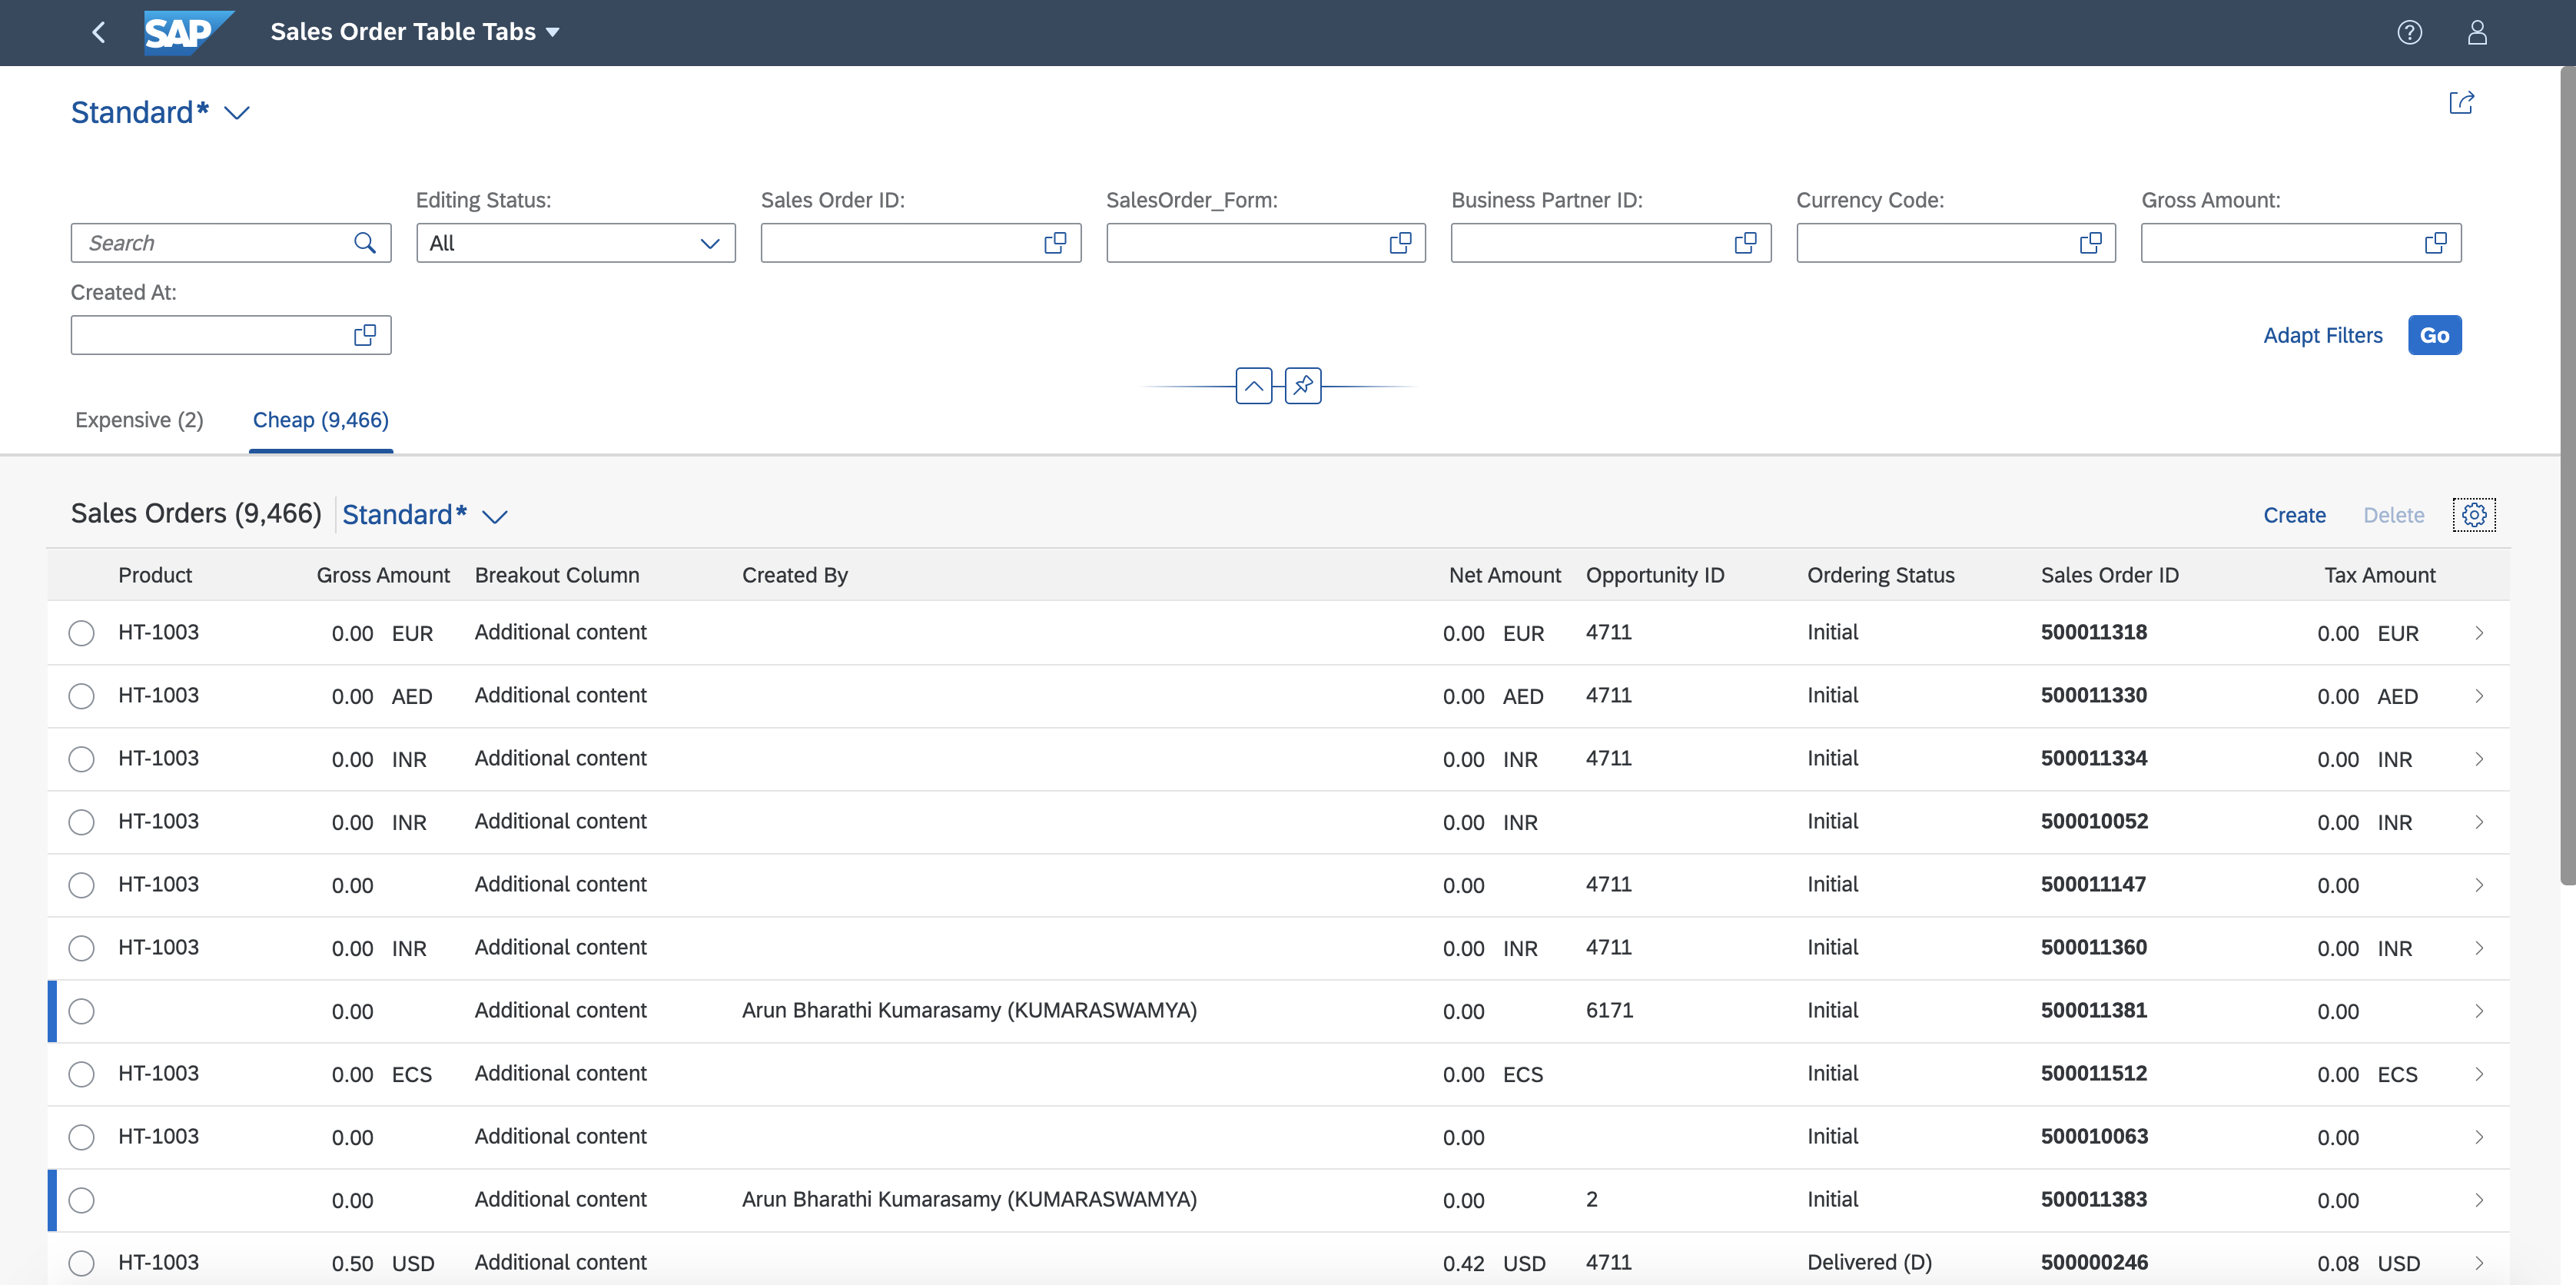 SAP Sales Order Table Tabs
Standard*
Editing Status: Sales Order ID: SalesOrder_Form: Business Partner ID: Currency Code: Gross Amount:
Search All
Created At:
Adapt Filters Go
Expensive (2) Cheap (9,466)
Sales Orders (9,466) Standard* Create Delete
Product Gross Amount Breakout Column Created By Net Amount Opportunity ID Ordering Status Sales Order ID Tax Amount
HT-1003 0.00 EUR Additional content 0.00 EUR 4711 Initial 500011318 0.00 EUR
HT-1003 0.00 AED Additional content 0.00 AED 4711 Initial 500011330 0.00 AED
HT-1003 0.00 INR Additional content 0.00 INR 4711 Initial 500011334 0.00 INR
HT-1003 0.00 INR Additional content 0.00 INR Initial 500010052 0.00 INR
HT-1003 0.00 Additional content 0.00 4711 Initial 500011147 0.00
HT-1003 0.00 INR Additional content 0.00 INR 4711 Initial 500011360 0.00 INR
0.00 Additional content Arun Bharathi Kumarasamy (KUMARASWAMYA) 0.00 6171 Initial 500011381 0.00
HT-1003 0.00 ECS Additional content 0.00 ECS Initial 500011512 0.00 ECS
HT-1003 0.00 Additional content 0.00 Initial 500010063 0.00
0.00 Additional content Arun Bharathi Kumarasamy (KUMARASWAMYA) 0.00 2 Initial 500011383 0.00
HT-1003 0.50 USD Additional content 0.42 USD 4711 Delivered (D) 500000246 0.08 USD